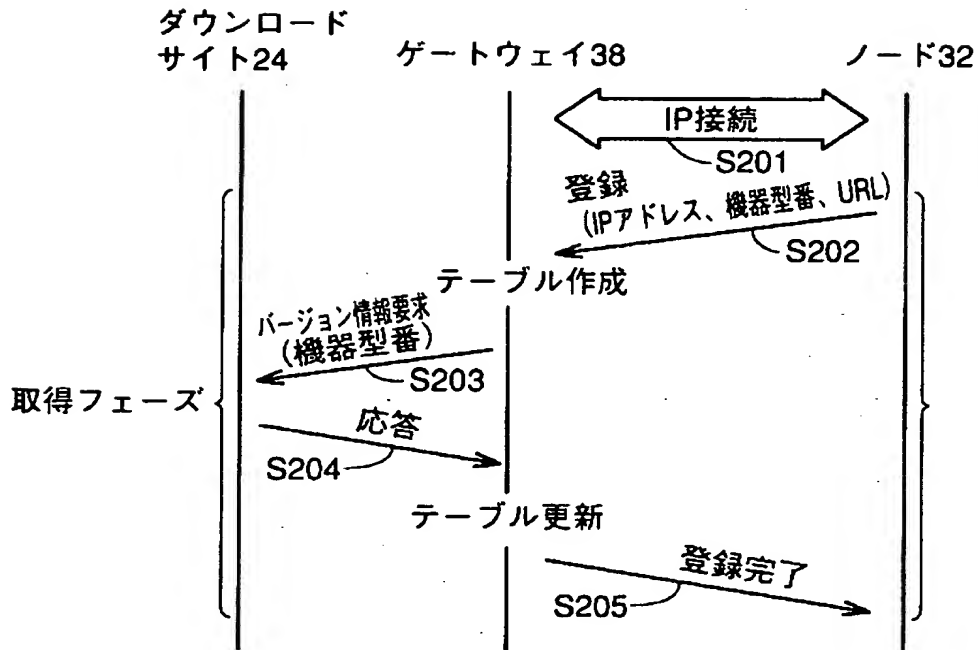 ダウンロード
サイト24
ゲートウェイ38
ノード32
IP接続
S201
登録
(IPアドレス、機器型番、URL)
S202
テーブル作成
バージョン情報要求
(機器型番)
S203
取得フェーズ
応答
S204
テーブル更新
登録完了
S205